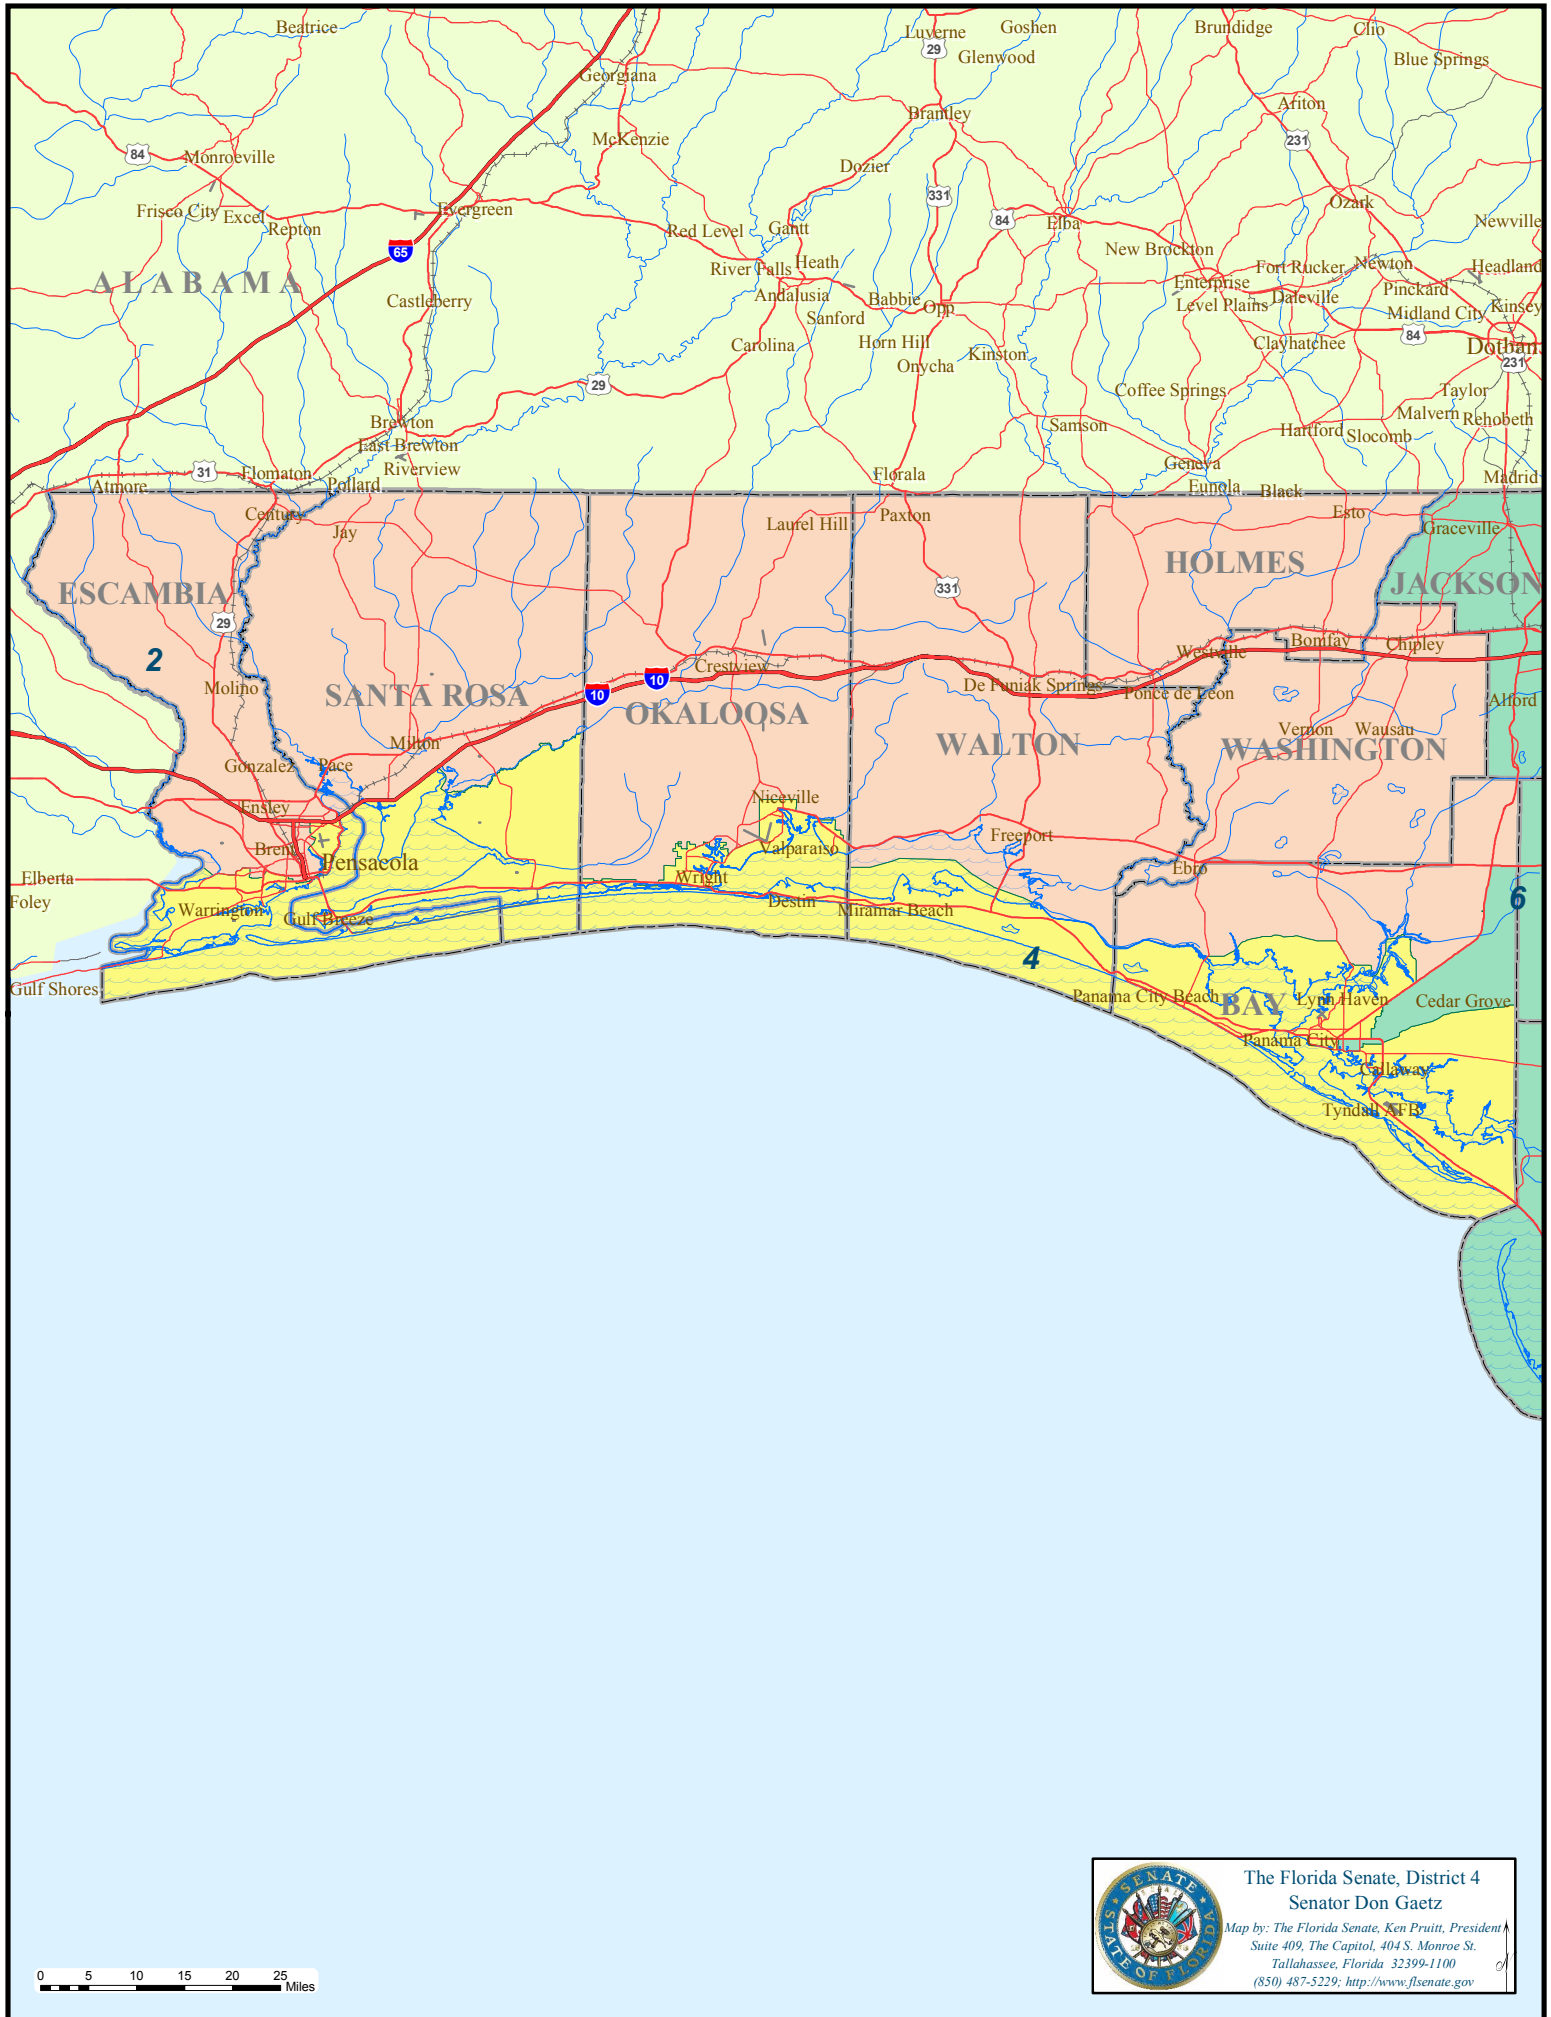 Beatrice
Luverne
Goshen
Brundidge
Clio
29
Glenwood
Blue Springs
Georgiana
Ariton
Brantley
McKenzie
231
84
Monroeville
Dozier
331
Ozark
Frisco City
Excel
Repton
Evergreen
Red Level
Gantt
84
Elba
Newville
65
New Brockton
ALABAMA
River Falls
Heath
Fort Rucker
Newton
Headland
Enterprise
Pinckard
Castleberry
Andalusia
Babbie
Opp
Level Plains
Daleville
Kinsey
Sanford
Midland City
Carolina
Horn Hill
Kinston
Clayhatchee
84
Dothan
Onycha
231
29
Coffee Springs
Taylor
Brewton
Samson
Malvern
Rehobeth
East Brewton
Hartford
Slocomb
31
Flomaton
Riverview
Geneva
Atmore
Pollard
Florala
Eunola
Black
Madrid
Century
Jay
Laurel Hill
Paxton
Esto
Graceville
ESCAMBIA
HOLMES
JACKSON
331
29
2
Westville
Bonifay
Chipley
Crestview
10
10
Molino
SANTA ROSA
De Funiak Springs
Ponce de Leon
Alford
OKALOOSA
Milton
WALTON
Vernon
Wausau
WASHINGTON
Gonzalez
Pace
Niceville
Ensley
Brent
Pensacola
Valparaiso
Freeport
Elberta
Wright
Ebro
Foley
Warrington
Gulf Breeze
Destin
Miramar Beach
6
4
Gulf Shores
Panama City Beach
BAY
Lynn Haven
Cedar Grove
Panama City
Callaway
Tyndall AFB
The Florida Senate, District 4
Senator Don Gaetz
Map by: The Florida Senate, Ken Pruitt, President
Suite 409, The Capitol, 404 S. Monroe St.
Tallahassee, Florida 32399-1100
(850) 487-5229; http://www.flsenate.gov
SENATE
STATE OF FLORIDA
N
0 5 10 15 20 25
Miles